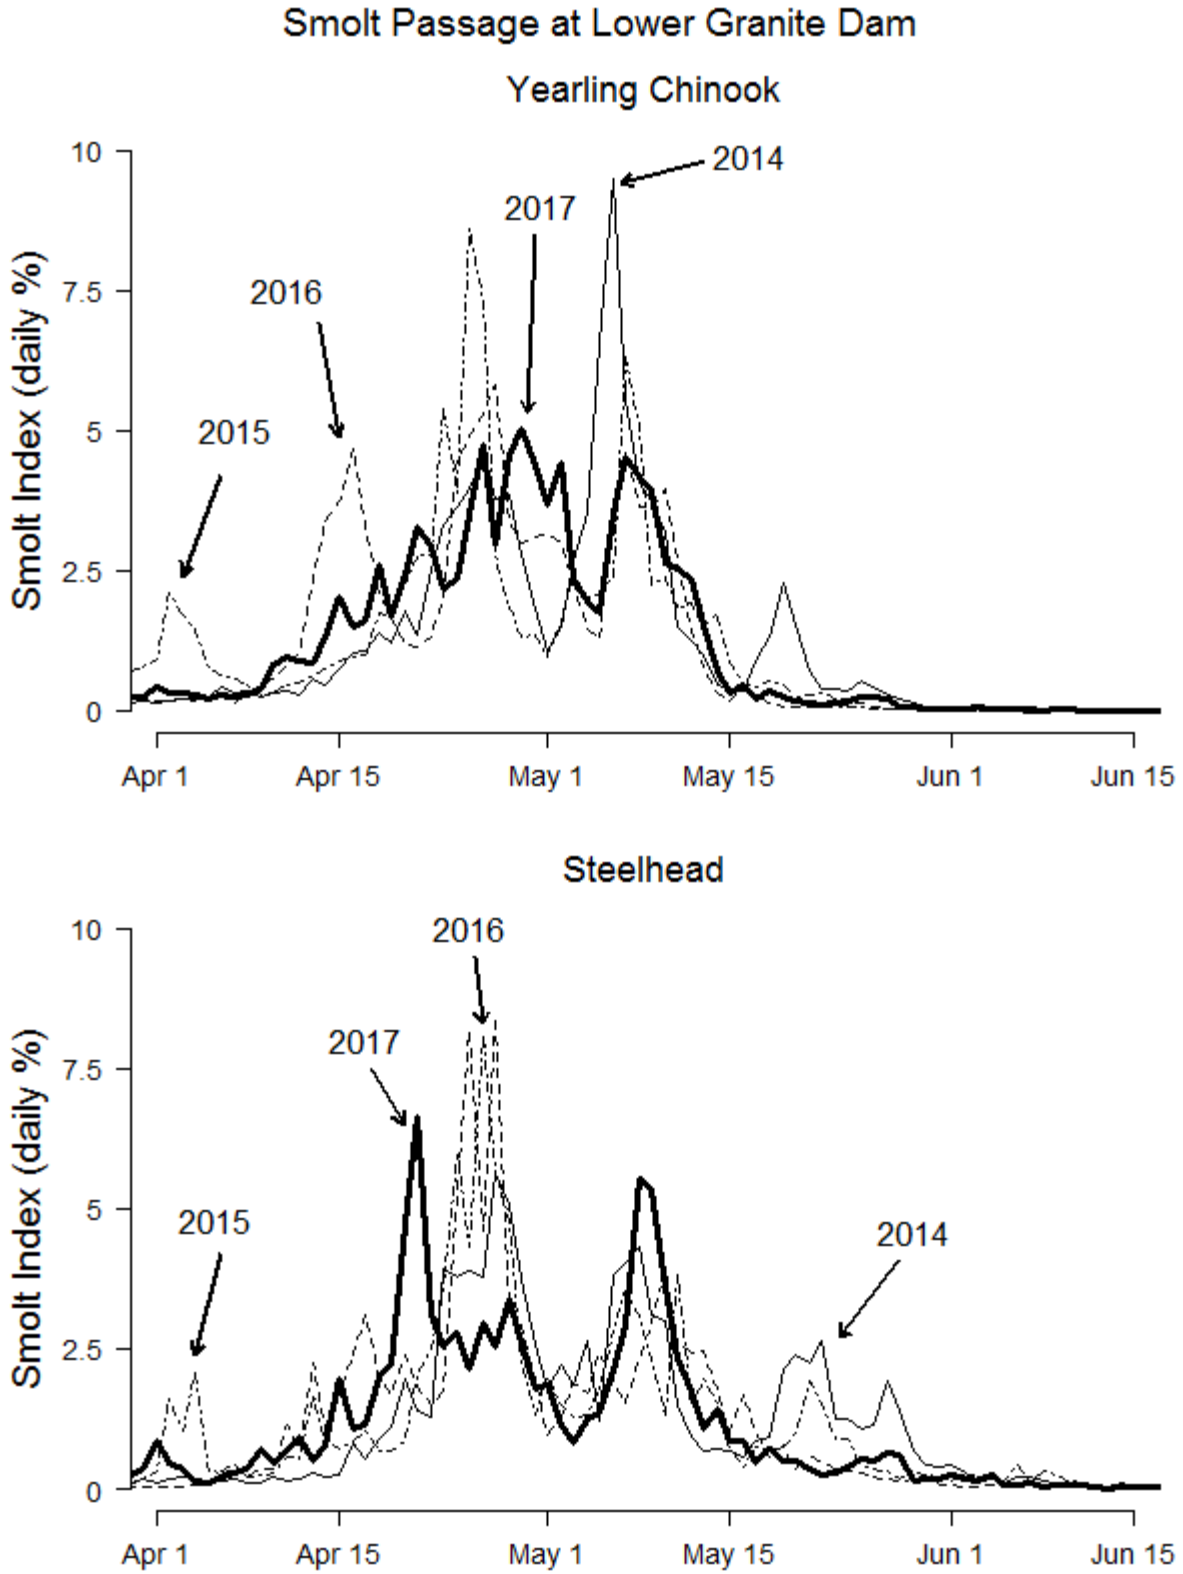 Smolt Passage at Lower Granite Dam
Yearling Chinook
Smolt Index (daily %)
10
7.5
5
2.5
0
2015
2016
2017
2014
Apr 1
Apr 15
May 1
May 15
Jun 1
Jun 15
Steelhead
Smolt Index (daily %)
10
7.5
5
2.5
0
2015
2017
2016
2014
Apr 1
Apr 15
May 1
May 15
Jun 1
Jun 15